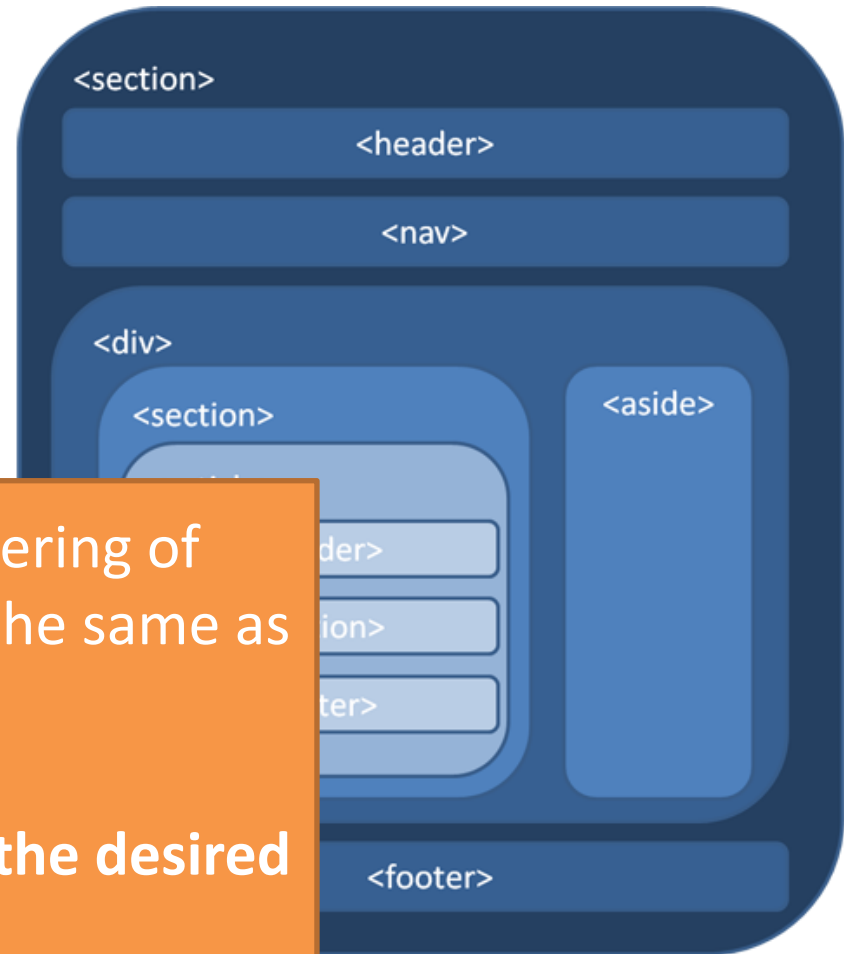 <section>
<header>
<nav>
<div>
<section>
<aside>
der>
ion>
ter>
ering of
he same as
the desired
<footer>